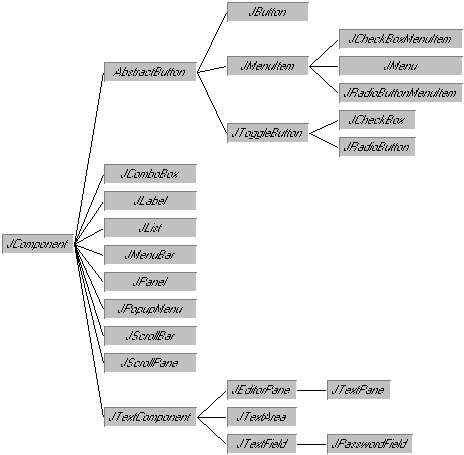 JButton
JCheckBoxMenuItem
AbstractButton
JMenuItem
JMenu
JRadioButtonMenuItem
JToggleButton
JCheckBox
JRadioButton
JComboBox
JLabel
JList
JComponent
JMenuBar
JPanel
JPopupMenu
JScrollBar
JScrollPane
JTextComponent
JEditorPane
JTextPane
JTextArea
JTextField
JPasswordField